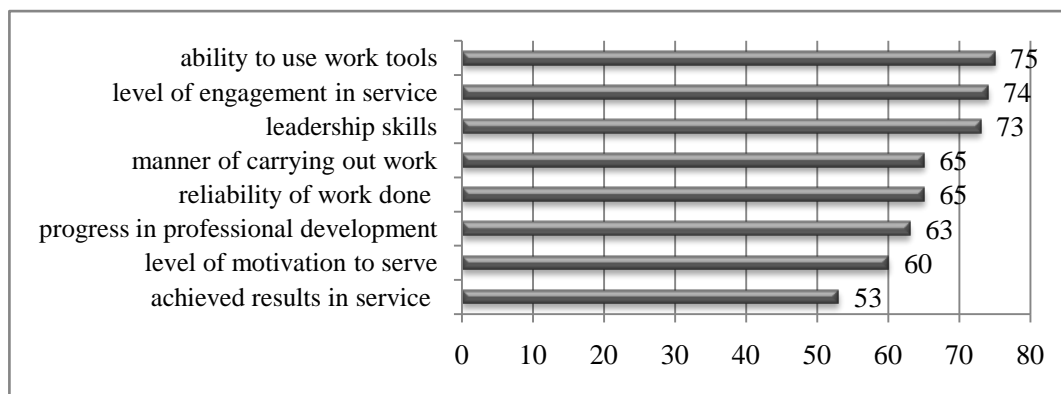 ability to use work tools 75
level of engagement in service 74
leadership skills 73
manner of carrying out work 65
reliability of work done 65
progress in professional development 63
level of motivation to serve 60
achieved results in service 53
0 10 20 30 40 50 60 70 80